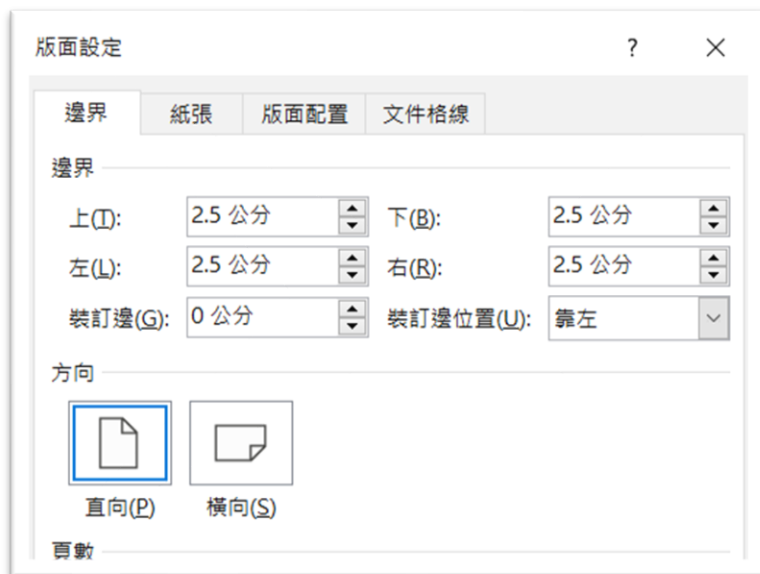 版面設定 ?
邊界 紙張 版面配置 文件格線
邊界
上(T): 2.5 公分 下(B): 2.5 公分
左(L): 2.5 公分 右(R): 2.5 公分
裝訂邊(G): 0 公分 裝訂邊位置(U): 靠左
方向
直向(P) 橫向(S)
頁數